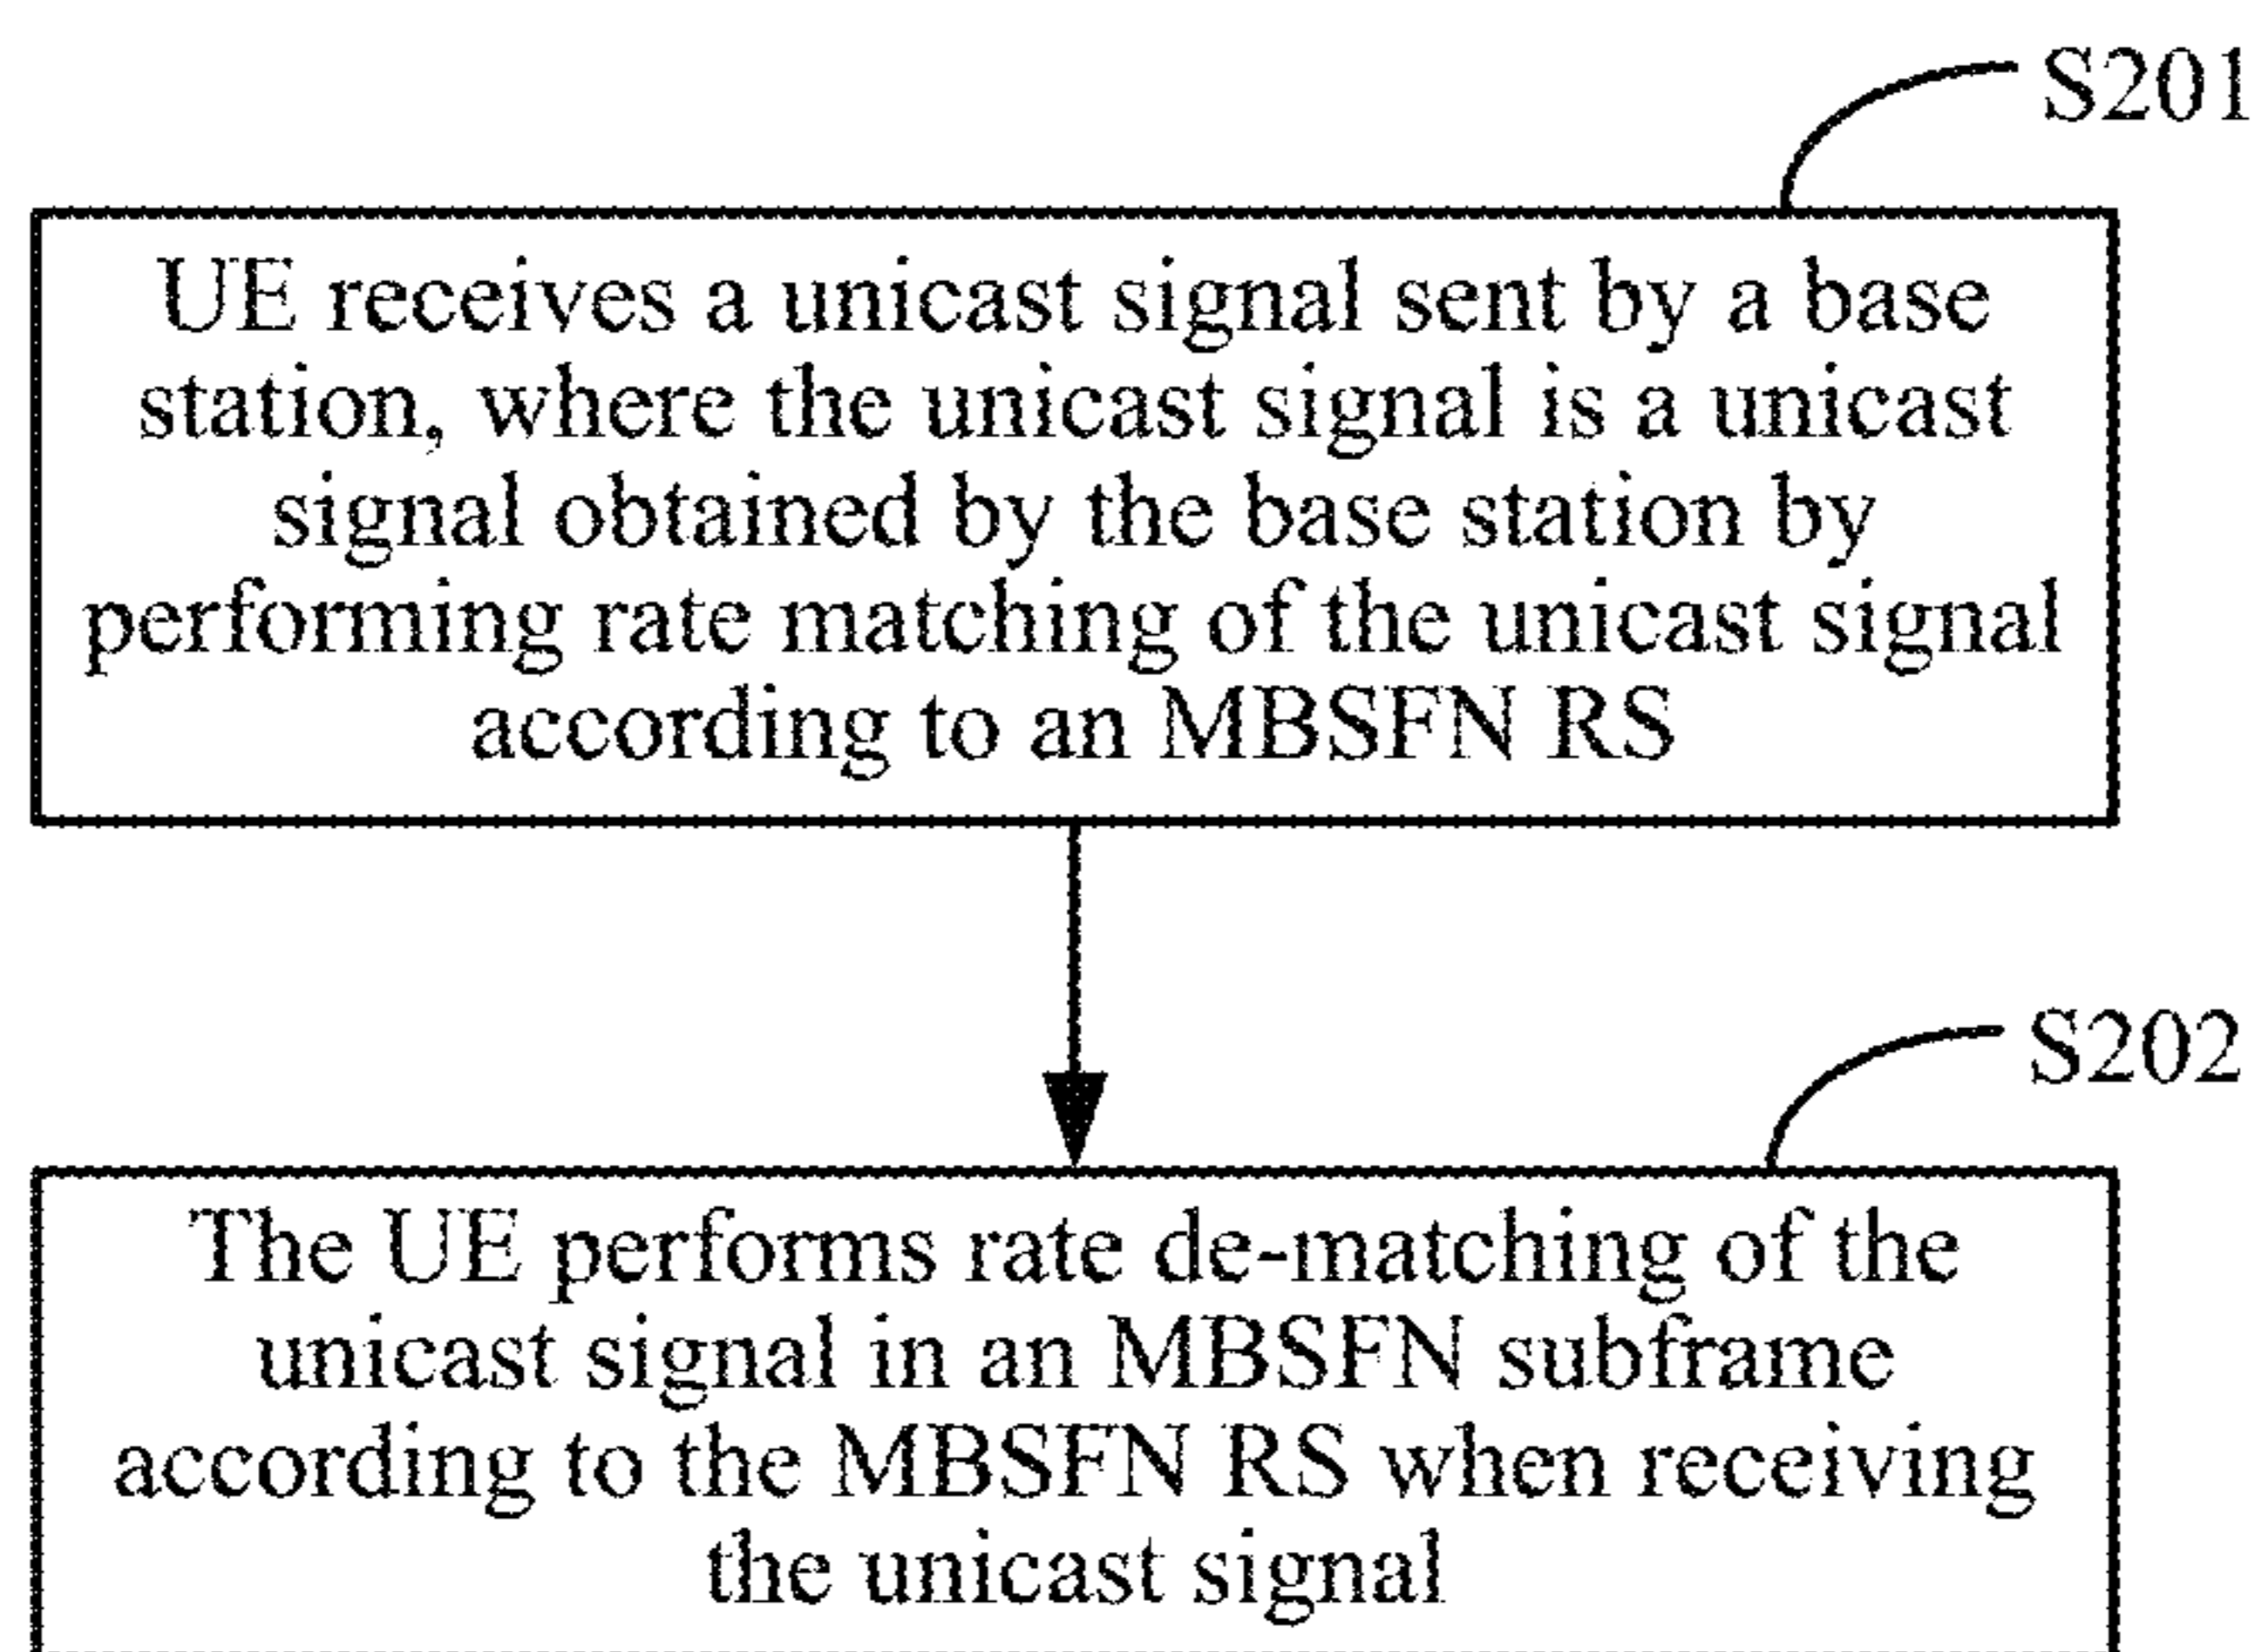 S201
UE receives a unicast signal sent by a base
station, where the unicast signal is a unicast
signal obtained by the base station by
performing rate matching of the unicast signal
according to an MBSFN RS
S202
The UE performs rate de-matching of the
unicast signal in an MBSFN subframe
according to the MBSFN RS when receiving
the unicast signal